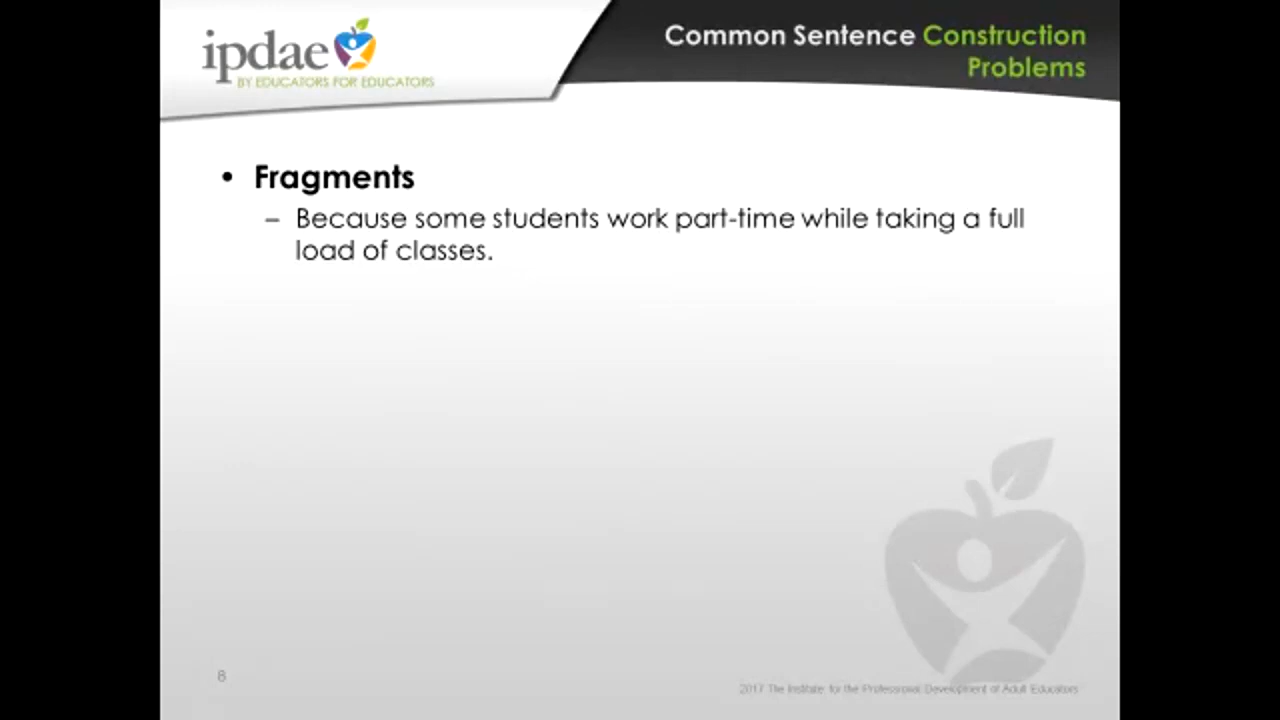 ipdae
BY EDUCATORS FOR EDUCATORS
Common Sentence Construction
Problems
• Fragments
– Because some students work part-time while taking a full
load of classes.
8
2017 The Institute for the Professional Development of Adult Educators